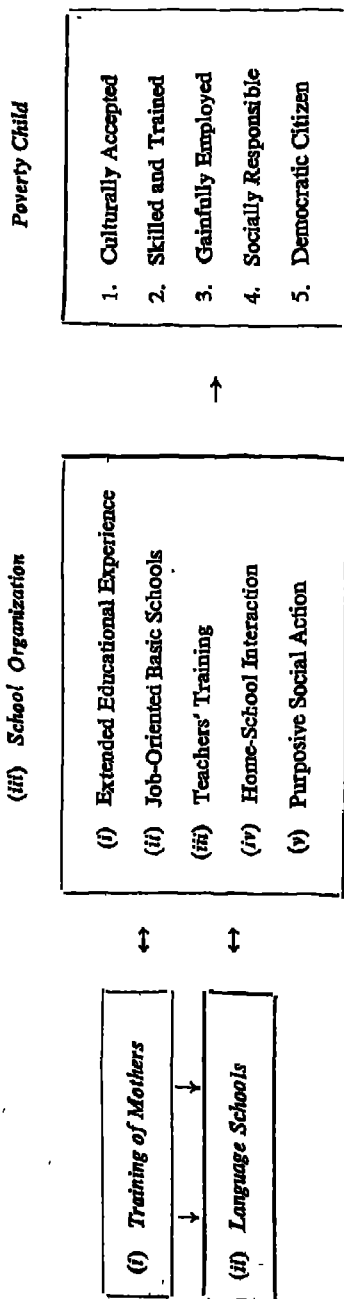 (i) Training of Mothers
↓ ↓
(ii) Language Schools
↔
↔
(iii) School Organization
(i) Extended Educational Experience
(ii) Job-Oriented Basic Schools
(iii) Teachers' Training
(iv) Home-School Interaction
(v) Purposive Social Action
→
Poverty Child
1. Culturally Accepted
2. Skilled and Trained
3. Gainfully Employed
4. Socially Responsible
5. Democratic Citizen